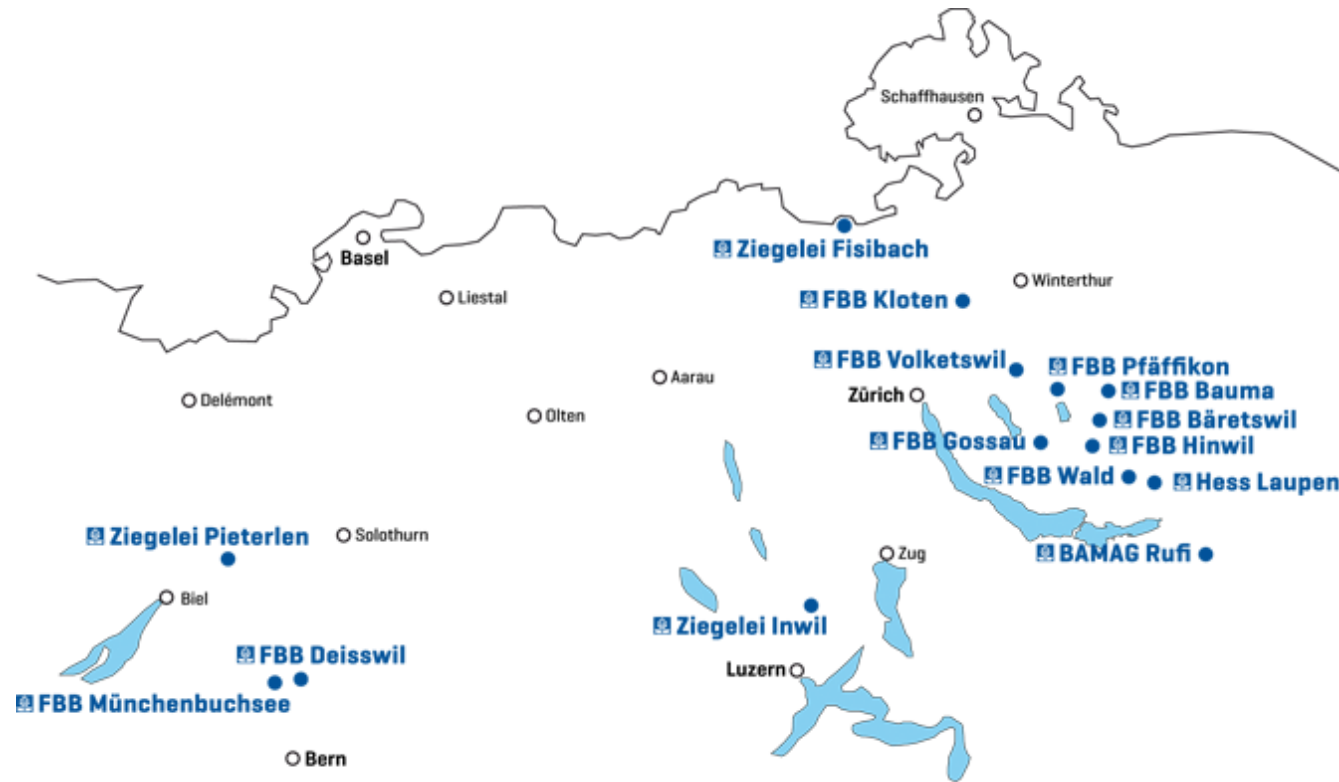 Schaffhausen
Basel
Ziegelei Fisibach
Liestal
Winterthur
FBB Kloten
FBB Volketswil
FBB Pfäffikon
Aarau
Delémont
Zürich
FBB Bauma
Olten
FBB Bäretswil
FBB Gossau
FBB Hinwil
FBB Wald
Hess Laupen
Ziegelei Pieterlen
Solothurn
Zug
BAMAG Rufi
Biel
Ziegelei Inwil
FBB Deisswil
Luzern
FBB Münchenbuchsee
Bern